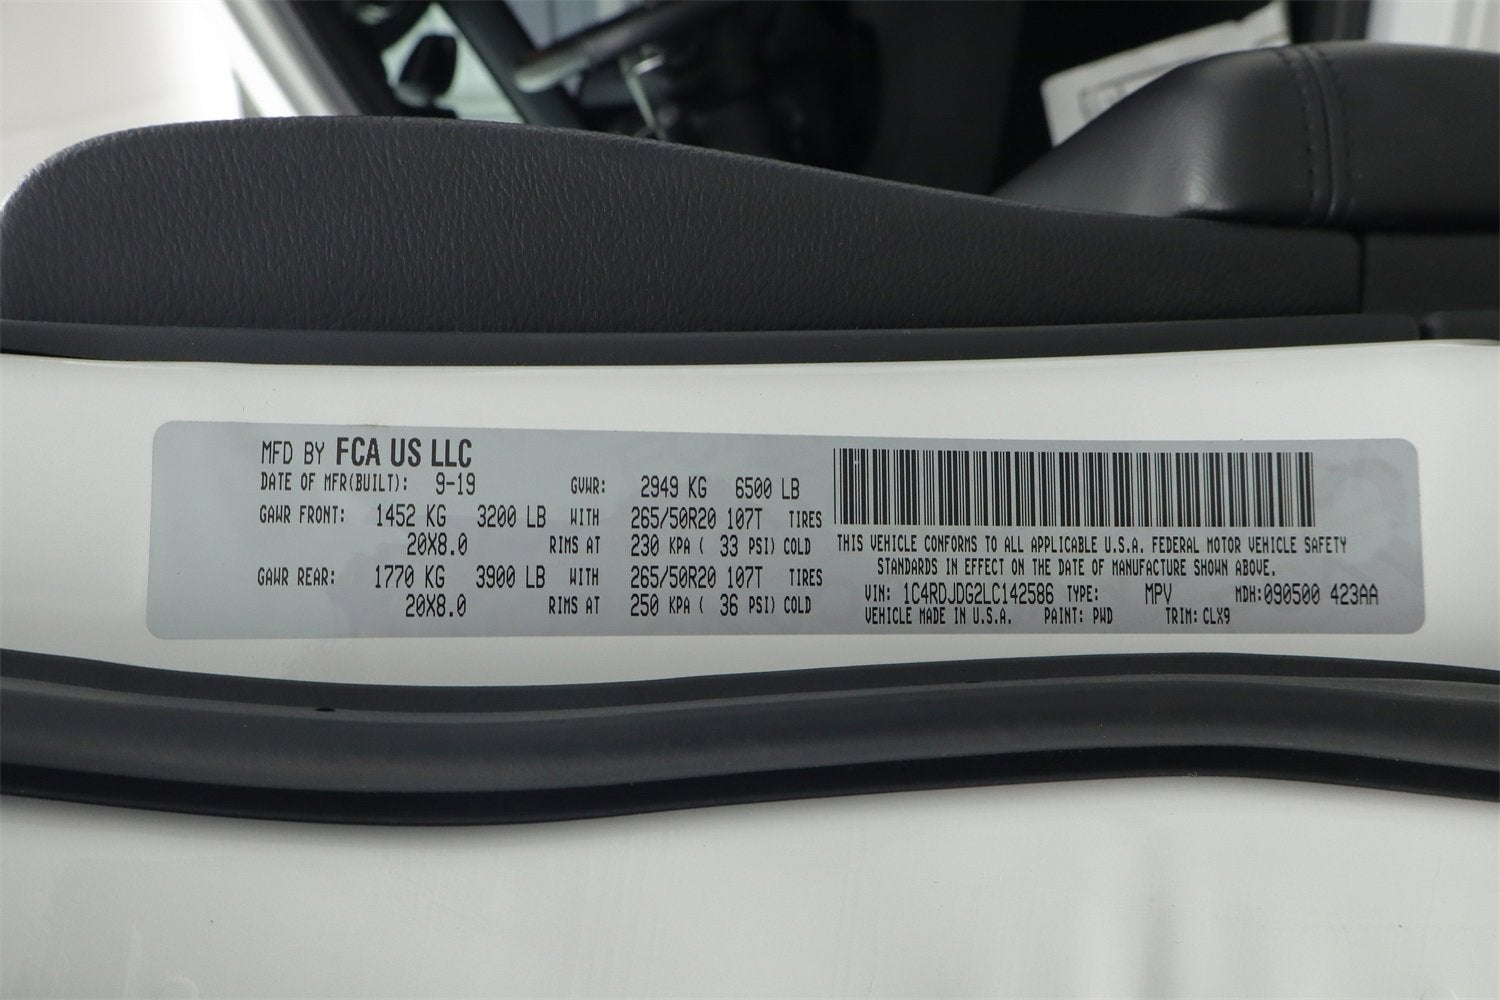 MFD BY FCA US LLC
DATE OF MFR(BUILT): 9-19 GVWR: 2949 KG 6500 LB
GAWR FRONT: 1452 KG 3200 LB WITH 265/50R20 107T TIRES
20X8.0 RIMS AT 230 KPA ( 33 PSI) COLD
GAWR REAR: 1770 KG 3900 LB WITH 265/50R20 107T TIRES
20X8.0 RIMS AT 250 KPA ( 36 PSI) COLD
THIS VEHICLE CONFORMS TO ALL APPLICABLE U.S.A. FEDERAL MOTOR VEHICLE SAFETY
STANDARDS IN EFFECT ON THE DATE OF MANUFACTURE SHOWN ABOVE.
VIN: 1C4RDJDG2LC142586 TYPE: MPV MDH:090500 423AA
VEHICLE MADE IN U.S.A. PAINT: PWD TRIM: CLX9